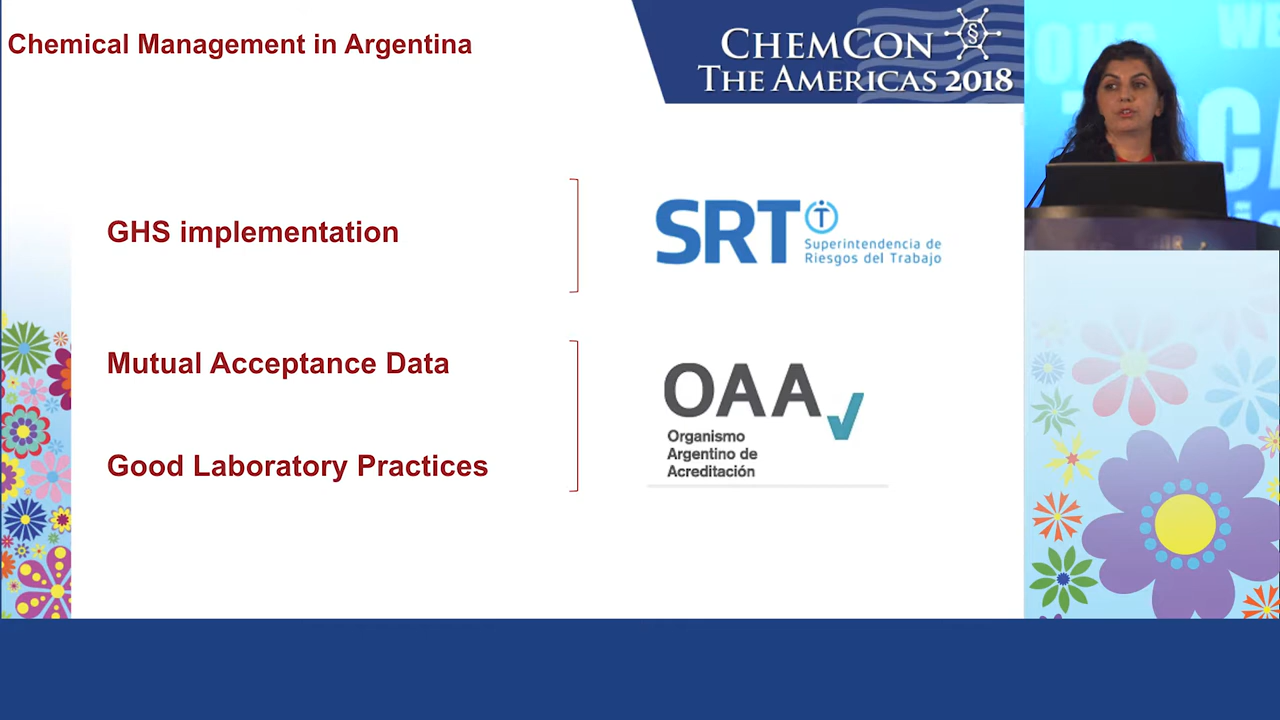 Chemical Management in Argentina
CHEMCON
THE AMERICAS 2018
GHS implementation
SRT
Superintendencia de
Riesgos del Trabajo
Mutual Acceptance Data
Good Laboratory Practices
OAA
Organismo
Argentino de
Acreditación